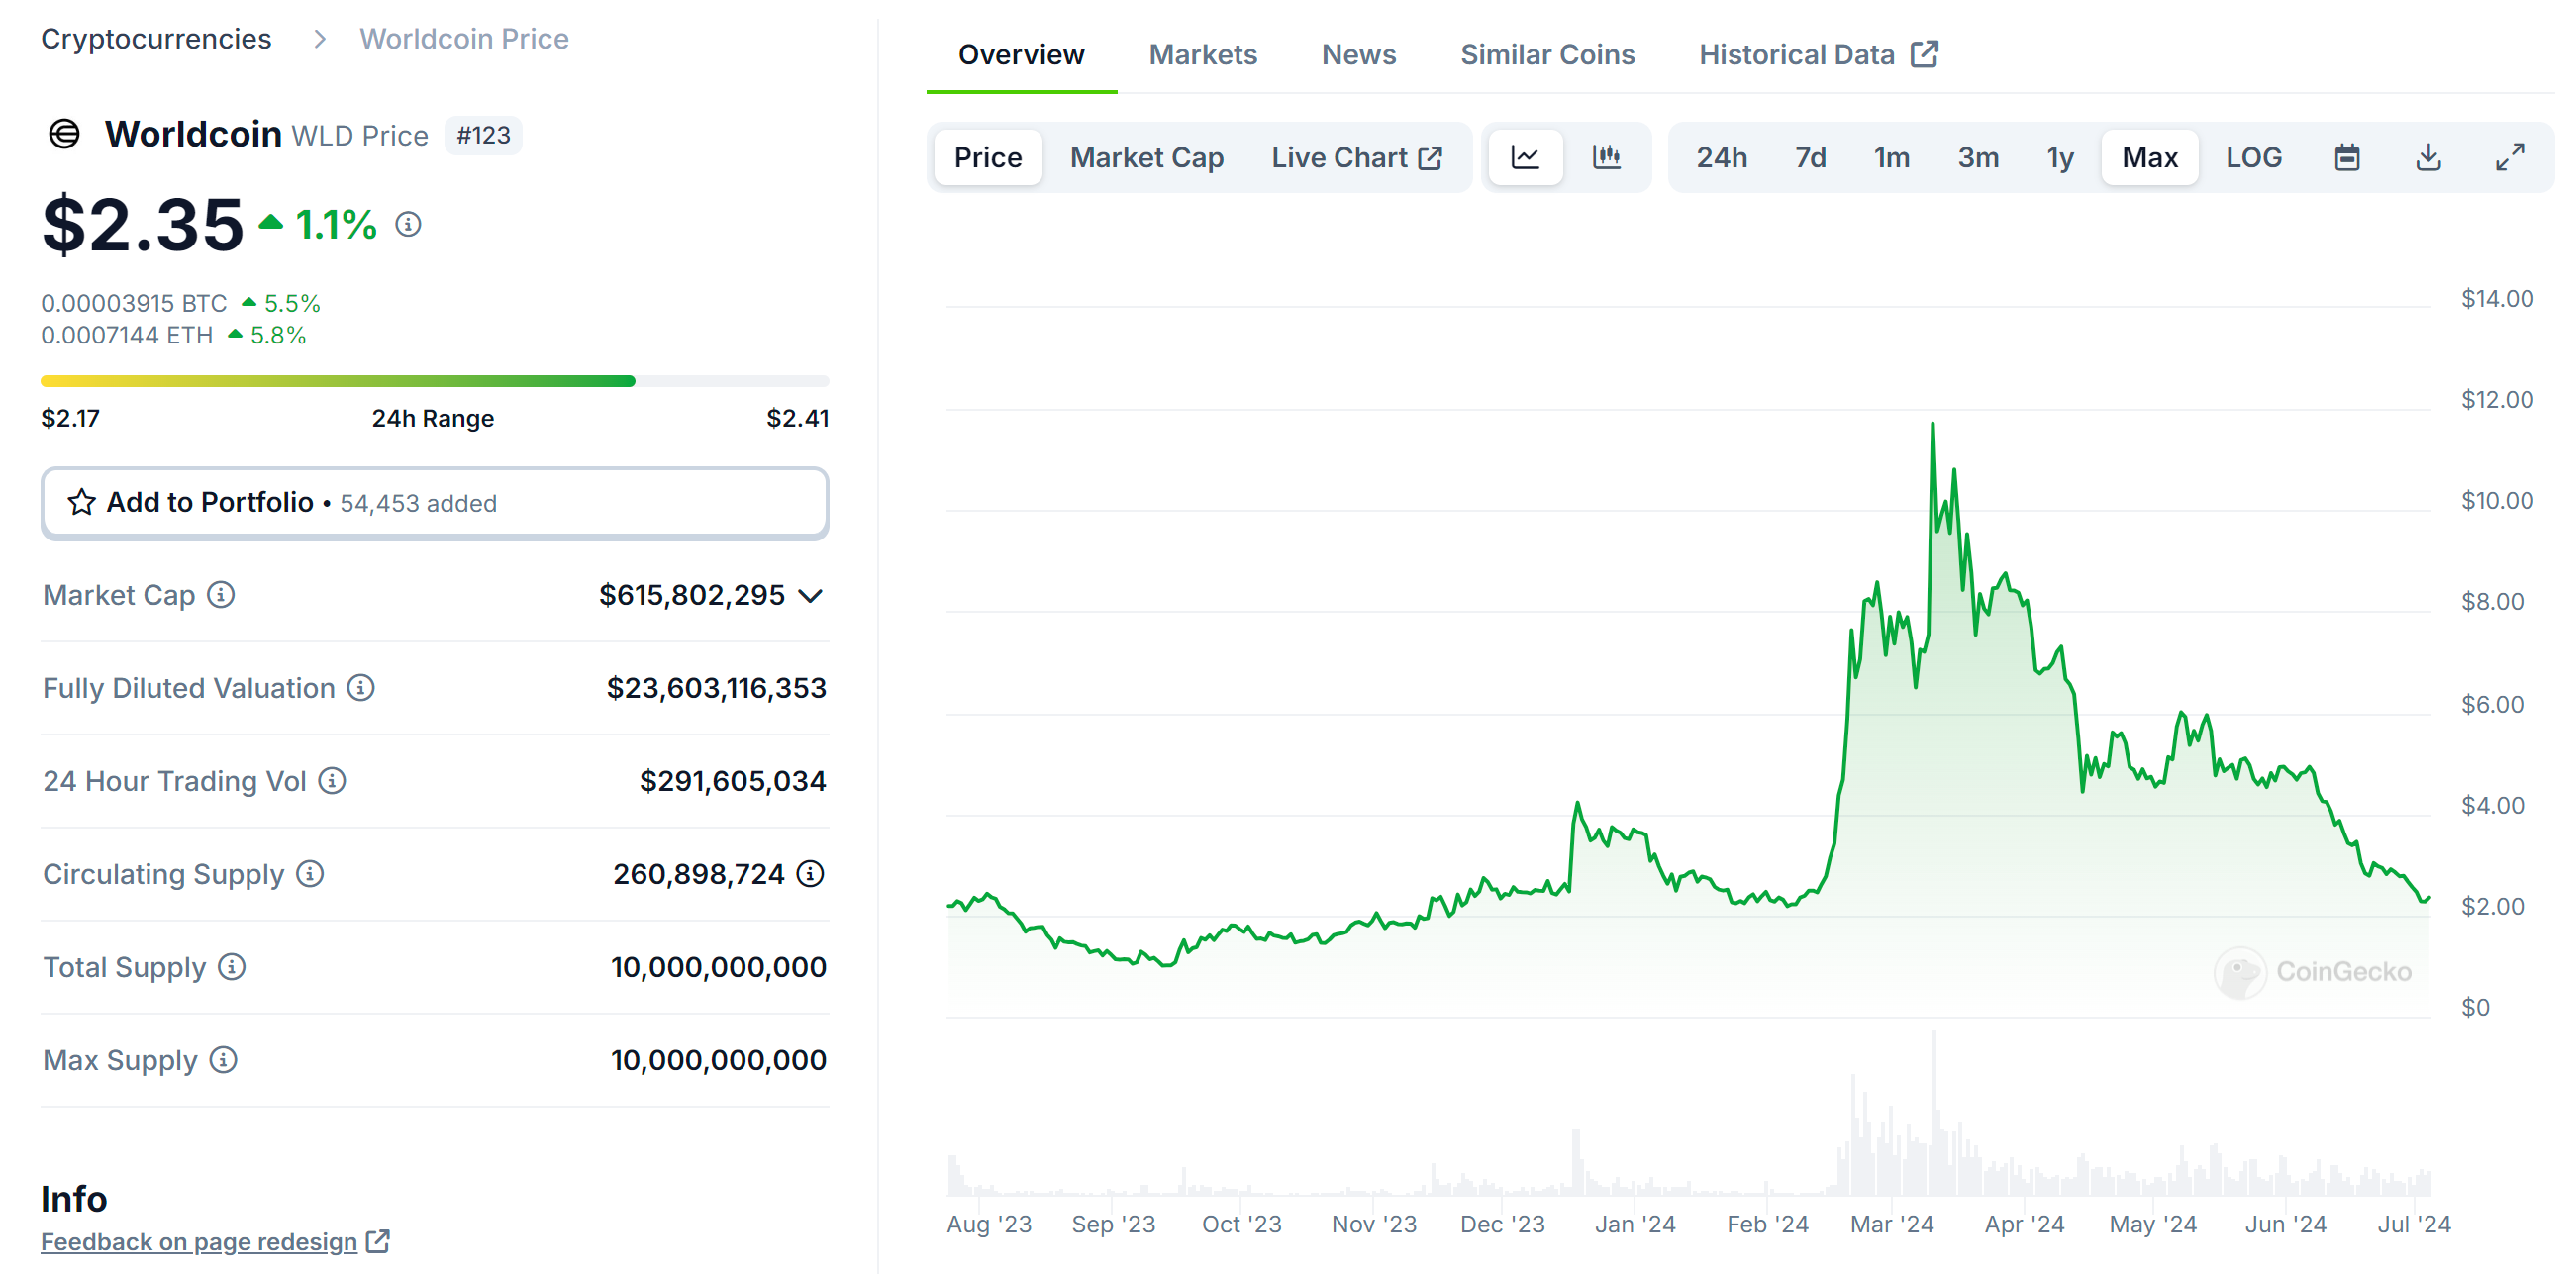 Cryptocurrencies > Worldcoin Price
Worldcoin WLD Price #123
$2.35 1.1%
0.00003915 BTC 5.5%
0.0007144 ETH 5.8%
$2.17 24h Range $2.41
Add to Portfolio • 54,453 added
Market Cap $615,802,295
Fully Diluted Valuation $23,603,116,353
24 Hour Trading Vol $291,605,034
Circulating Supply 260,898,724
Total Supply 10,000,000,000
Max Supply 10,000,000,000
Info
Feedback on page redesign
Overview Markets News Similar Coins Historical Data
Price Market Cap Live Chart 24h 7d 1m 3m 1y Max LOG
$14.00
$12.00
$10.00
$8.00
$6.00
$4.00
$2.00
CoinGecko
$0
Aug '23 Sep '23 Oct '23 Nov '23 Dec '23 Jan '24 Feb '24 Mar '24 Apr '24 May '24 Jun '24 Jul '24